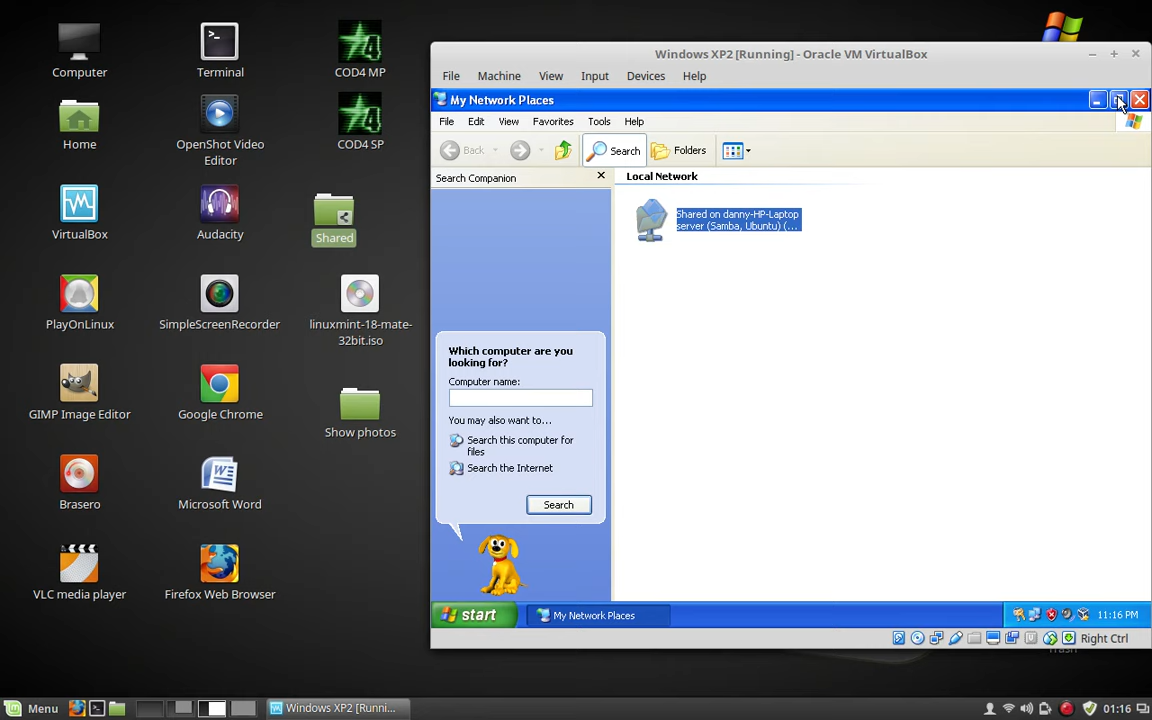 Computer
Terminal
COD4 MP
Home
OpenShot Video
Editor
COD4 SP
VirtualBox
Audacity
Shared
PlayOnLinux
SimpleScreenRecorder
linuxmint-18-mate-
32bit.iso
GIMP Image Editor
Google Chrome
Show photos
Brasero
Microsoft Word
VLC media player
Firefox Web Browser
Windows XP2 [Running] - Oracle VM VirtualBox
File Machine View Input Devices Help
My Network Places
File Edit View Favorites Tools Help
Back Search Folders
Search Companion
Local Network
Shared on danny-HP-Laptop
server (Samba, Ubuntu) (...
Which computer are you
looking for?
Computer name:
You may also want to...
Search this computer for
files
Search the Internet
Search
start My Network Places 11:16 PM
Right Ctrl
Trash
Menu Windows XP2 [Runni... 01:16